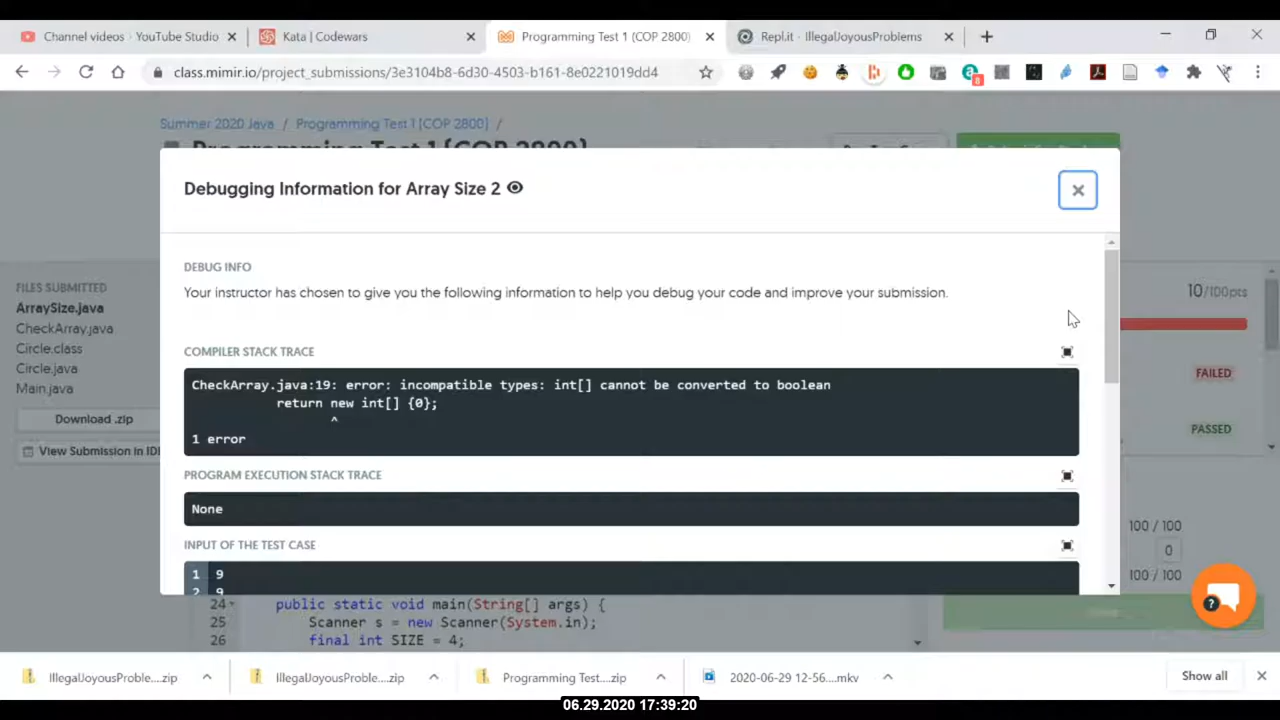 Channel videos - YouTube Studio
Kata | Codewars
Programming Test 1 (COP 2800)
Repl.it - IllegalJoyousProblems
class.mimir.io/project_submissions/3e3104b8-6d30-4503-b161-8e0221019dd4
8
Summer 2020 Java / Programming Test 1 (COP 2800) /
Programming Test 1 (COP 2800)
Debugging Information for Array Size 2
DEBUG INFO
Your instructor has chosen to give you the following information to help you debug your code and improve your submission.
FILES SUBMITTED
ArraySize.java
CheckArray.java
Circle.class
Circle.java
Main.java
Download .zip
View Submission in IDE
10/100pts
FAILED
PASSED
COMPILER STACK TRACE
CheckArray.java:19: error: incompatible types: int[] cannot be converted to boolean
return new int[] {0};
^
1 error
PROGRAM EXECUTION STACK TRACE
None
INPUT OF THE TEST CASE
1 9
2 9
100 / 100
0
100 / 100
24 public static void main(String[] args) {
25 Scanner s = new Scanner(System.in);
26 final int SIZE = 4;
?
IllegalJoyousProble....zip
IllegalJoyousProble....zip
Programming Test....zip
2020-06-29 12-56....mkv
Show all
06.29.2020 17:39:20